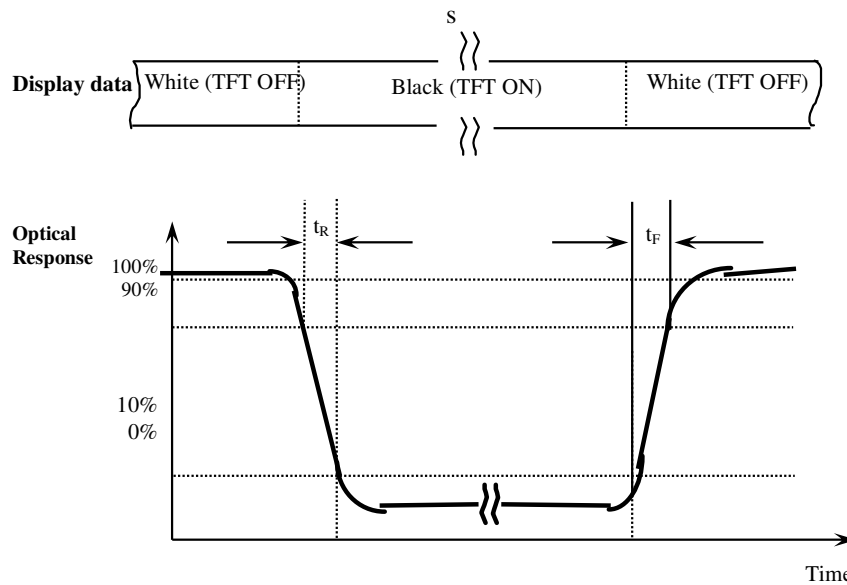 s
Display data
White (TFT OFF)
Black (TFT ON)
White (TFT OFF)
Optical
Response
tR
tF
100%
90%
10%
0%
Time